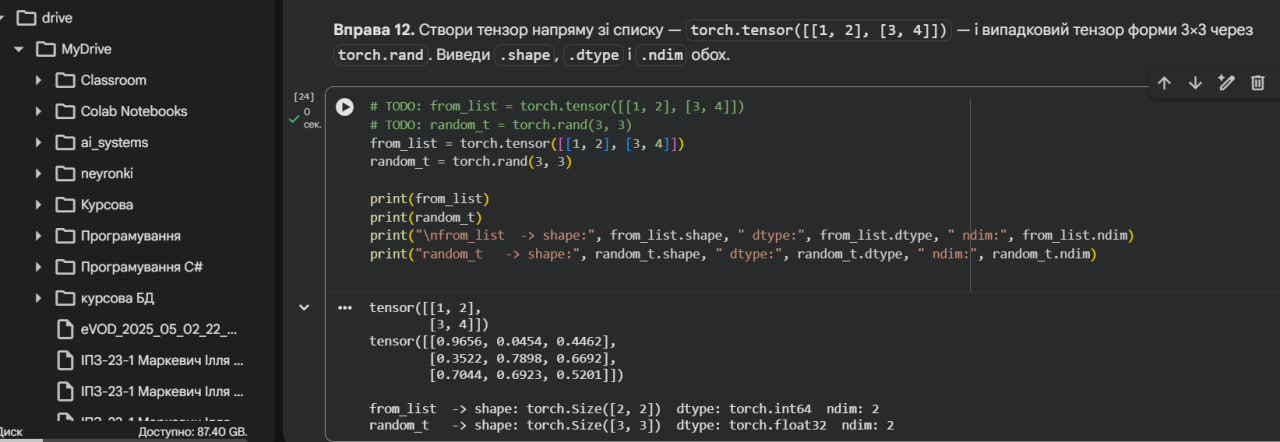 drive
MyDrive
Classroom
Colab Notebooks
ai_systems
neyronki
Курсова
Програмування
Програмування C#
курсова БД
eVOD_2025_05_02_22_...
ІПЗ-23-1 Маркевич Ілля ...
ІПЗ-23-1 Маркевич Ілля ...
Диск
Доступно: 87.40 GB.
Вправа 12. Створи тензор напряму зі списку — torch.tensor([[1, 2], [3, 4]]) — і випадковий тензор форми 3×3 через
torch.rand. Виведи .shape, .dtype і .ndim обох.
[24]
0
сек.
# TODO: from_list = torch.tensor([[1, 2], [3, 4]])
# TODO: random_t = torch.rand(3, 3)
from_list = torch.tensor([[1, 2], [3, 4]])
random_t = torch.rand(3, 3)
print(from_list)
print(random_t)
print("\nfrom_list  -> shape:", from_list.shape, " dtype:", from_list.dtype, " ndim:", from_list.ndim)
print("random_t   -> shape:", random_t.shape, " dtype:", random_t.dtype, " ndim:", random_t.ndim)
tensor([[1, 2],
        [3, 4]])
tensor([[0.9656, 0.0454, 0.4462],
        [0.3522, 0.7898, 0.6692],
        [0.7044, 0.6923, 0.5201]])
from_list  -> shape: torch.Size([2, 2])  dtype: torch.int64  ndim: 2
random_t   -> shape: torch.Size([3, 3])  dtype: torch.float32  ndim: 2